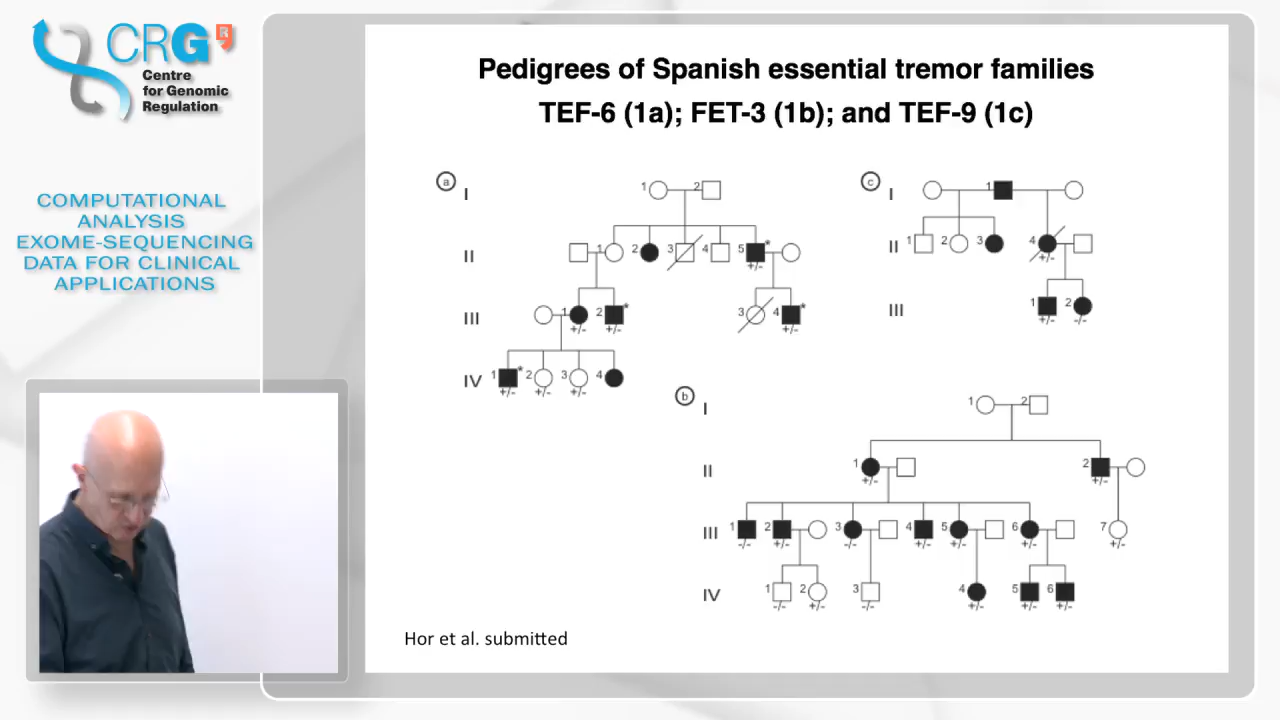 CRG
Centre
for Genomic
Regulation
COMPUTATIONAL
ANALYSIS
EXOME-SEQUENCING
DATA FOR CLINICAL
APPLICATIONS
Pedigrees of Spanish essential tremor families
TEF-6 (1a); FET-3 (1b); and TEF-9 (1c)
a
I
1 2
II
1 2 3 4 5 *
+/-
III
1 2 * 3 4 *
+/- +/- +/-
IV
1 * 2 3 4
+/- +/- +/-
c
I
1
II
1 2 3 4
+/-
III
1 2
+/- -/-
b
I
1 2
II
1 2
+/- +/-
III
1 2 3 4 5 6 7
-/- +/- -/- +/- +/- +/- +/-
IV
1 2 3 4 5 6
-/- +/- -/- +/- +/- +/-
Hor et al. submitted